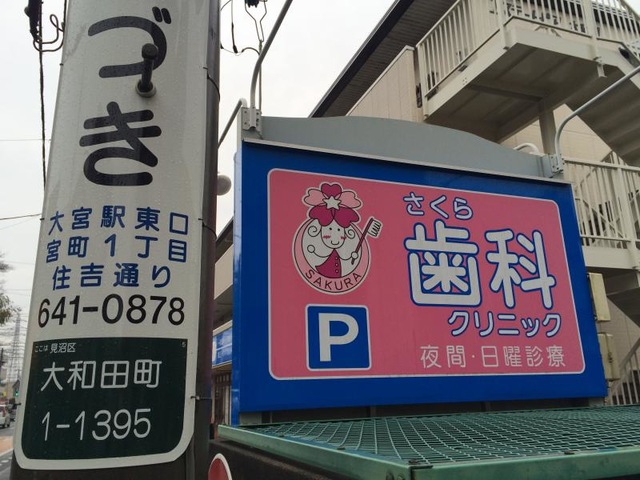 づき
大宮駅東口
宮町1丁目
住吉通り
641-0878
ここは 見沼区
5
大和田町
1-1395
SAKURA
P
さくら
歯科
クリニック
夜間・日曜診療